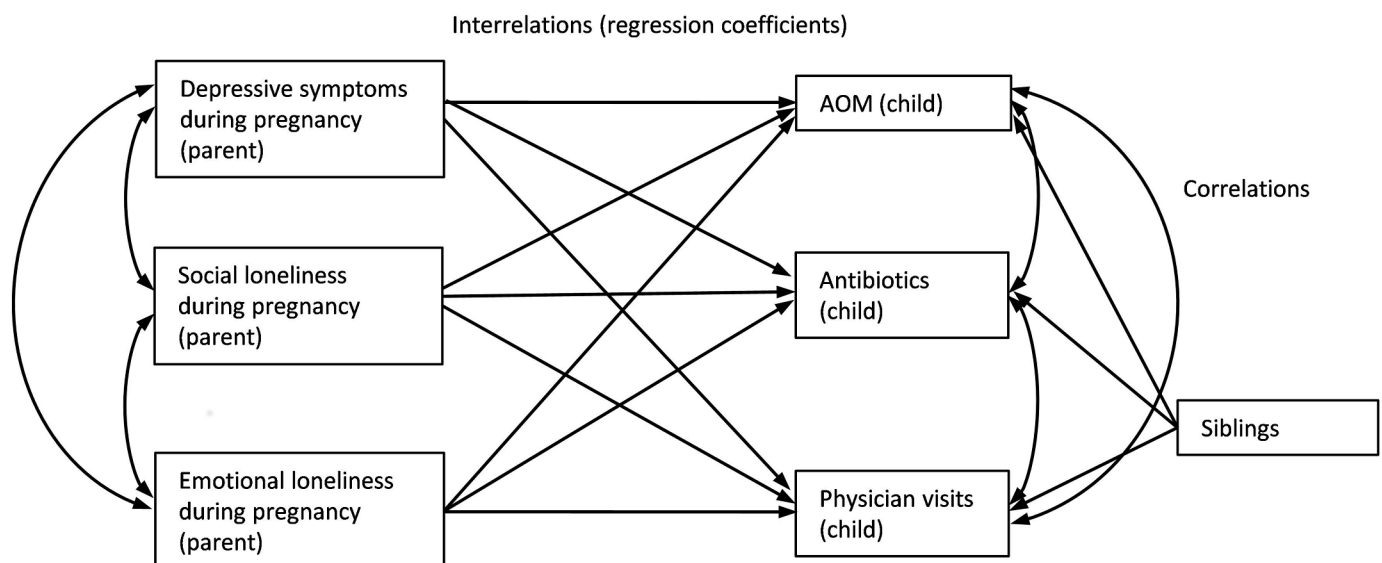 Interrelations (regression coefficients)
Depressive symptoms
during pregnancy
(parent)
AOM (child)
Correlations
Social loneliness
during pregnancy
(parent)
Antibiotics
(child)
Siblings
Emotional loneliness
during pregnancy
(parent)
Physician visits
(child)